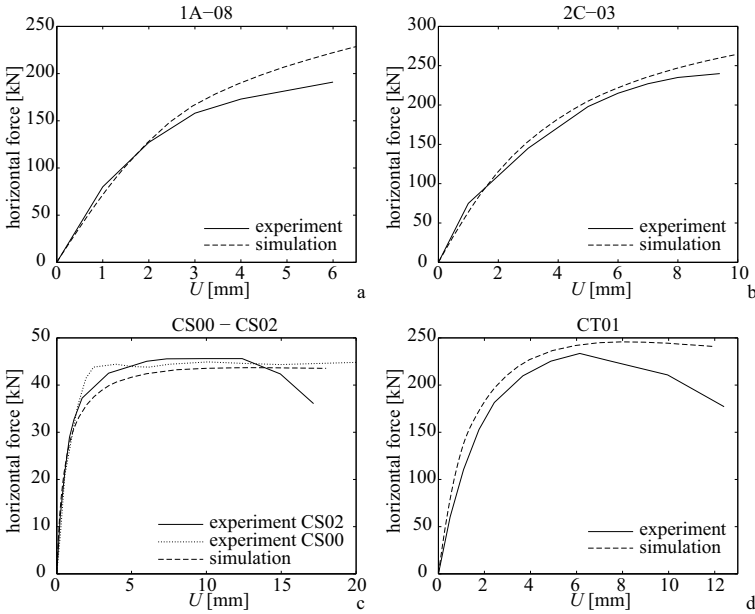 1A−08
horizontal force [kN]
250
200
150
100
50
0
0 1 2 3 4 5 6
U [mm]
experiment
simulation
a
2C−03
horizontal force [kN]
300
250
200
150
100
50
0
0 2 4 6 8 10
U [mm]
experiment
simulation
b
CS00 − CS02
horizontal force [kN]
50
40
30
20
10
0
0 5 10 15 20
U [mm]
experiment CS02
experiment CS00
simulation
c
CT01
horizontal force [kN]
250
200
150
100
50
0
0 2 4 6 8 10 12
U [mm]
experiment
simulation
d